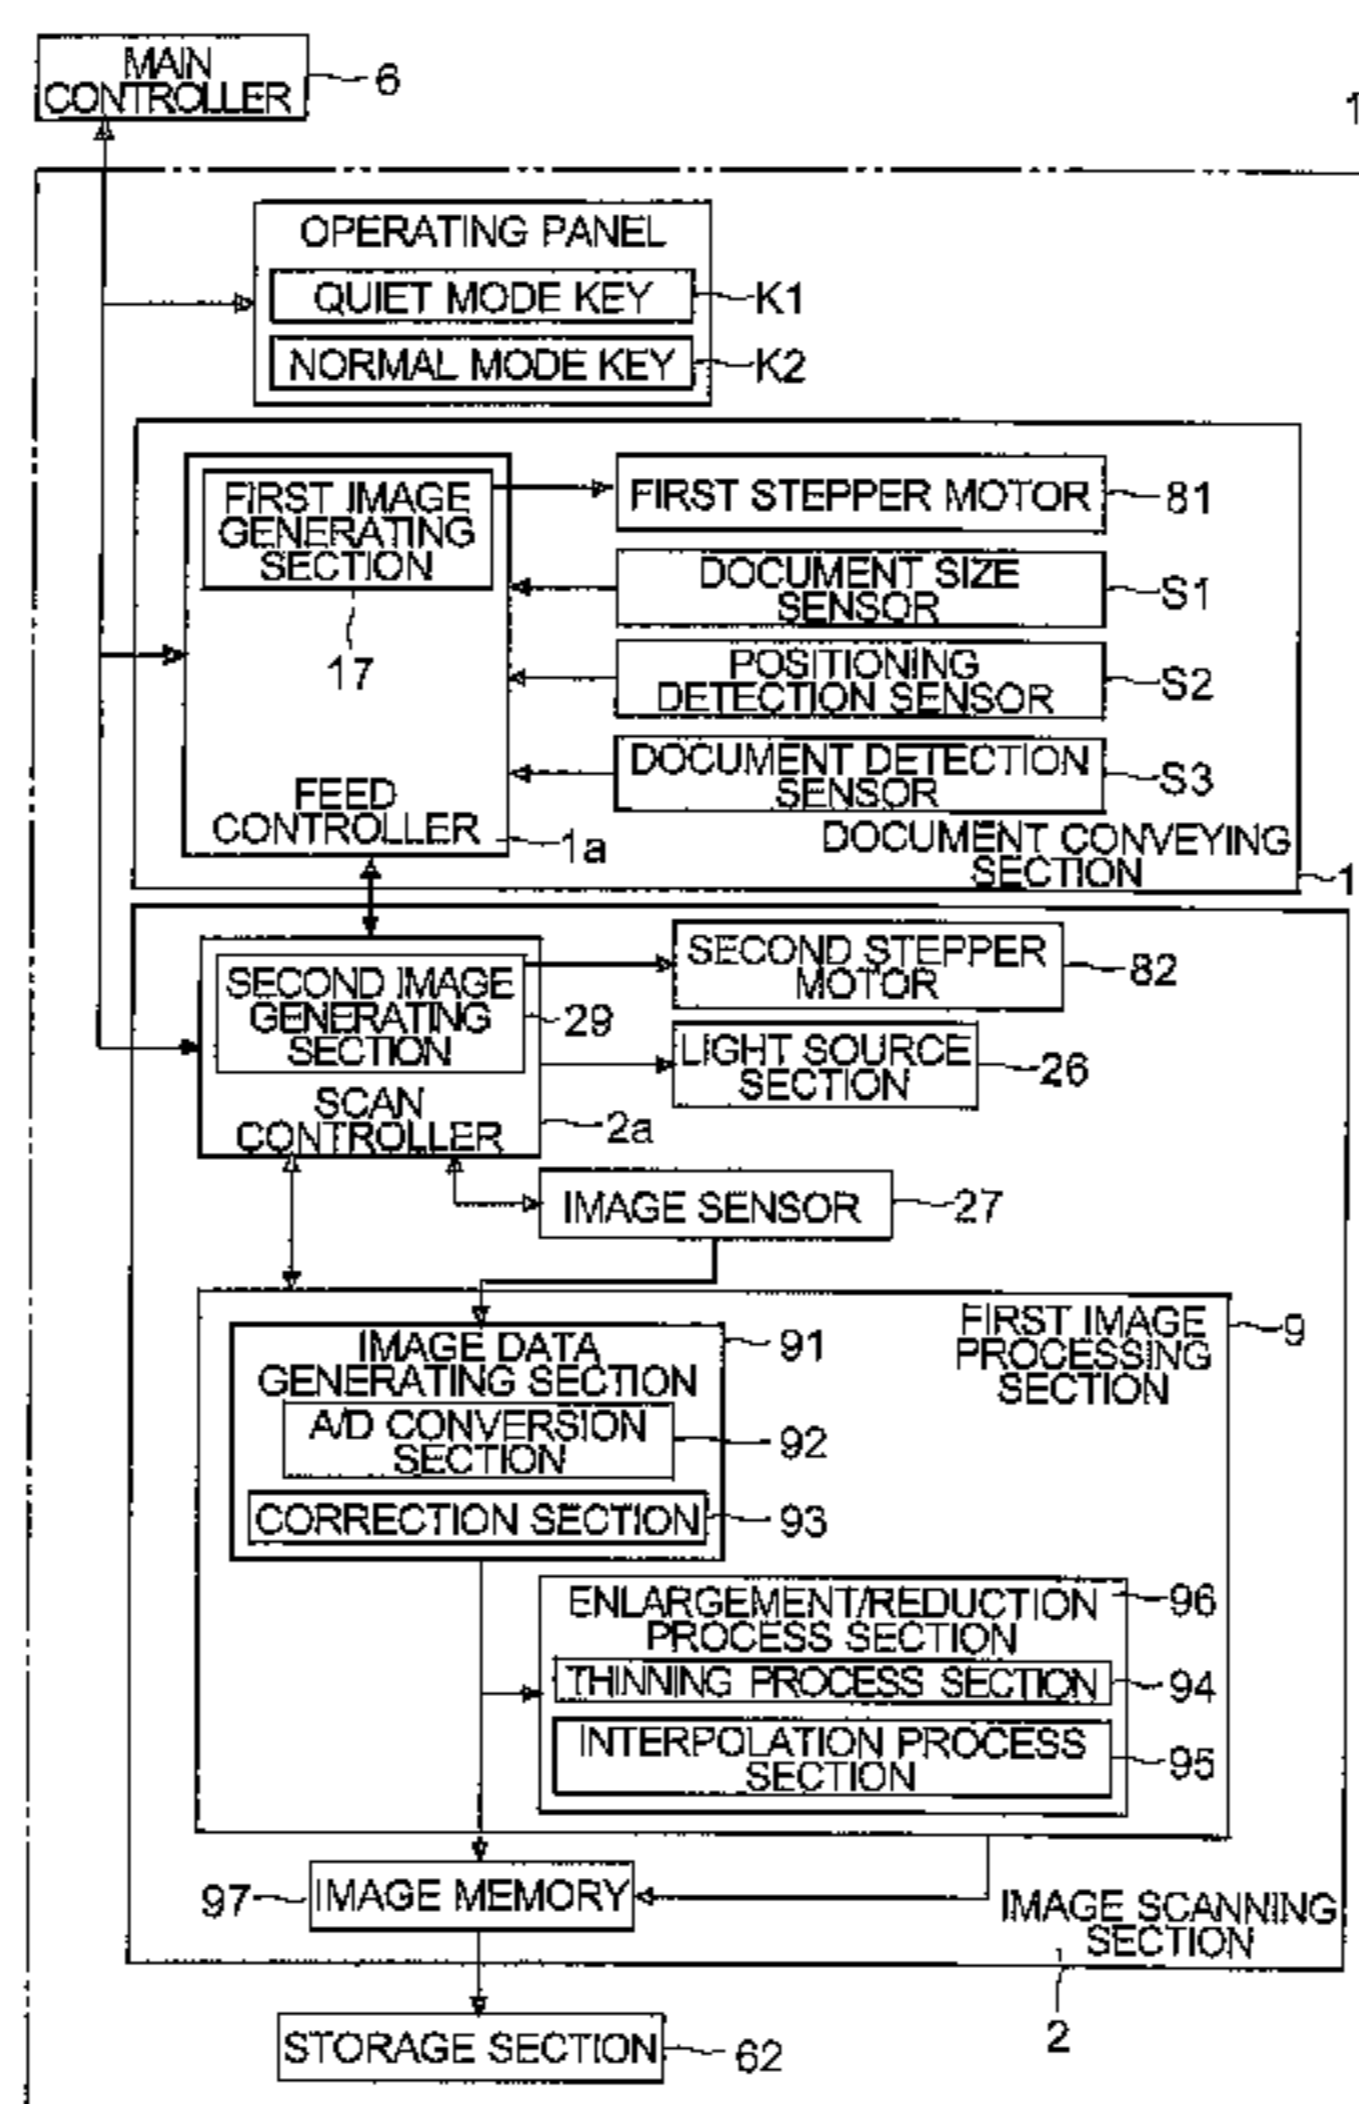 MAIN
CONTROLLER
6
1
OPERATING PANEL
QUIET MODE KEY
K1
NORMAL MODE KEY
K2
FIRST IMAGE
GENERATING
SECTION
17
FIRST STEPPER MOTOR
81
DOCUMENT SIZE
SENSOR
S1
POSITIONING
DETECTION SENSOR
S2
DOCUMENT DETECTION
SENSOR
S3
FEED
CONTROLLER
1a
DOCUMENT CONVEYING
SECTION
1
SECOND IMAGE
GENERATING
SECTION
29
SECOND STEPPER
MOTOR
82
LIGHT SOURCE
SECTION
26
SCAN
CONTROLLER
2a
IMAGE SENSOR
27
FIRST IMAGE
PROCESSING
SECTION
9
IMAGE DATA
GENERATING SECTION
91
A/D CONVERSION
SECTION
92
CORRECTION SECTION
93
ENLARGEMENT/REDUCTION
PROCESS SECTION
96
THINNING PROCESS SECTION
94
INTERPOLATION PROCESS
SECTION
95
97
IMAGE MEMORY
IMAGE SCANNING
SECTION
2
STORAGE SECTION
62